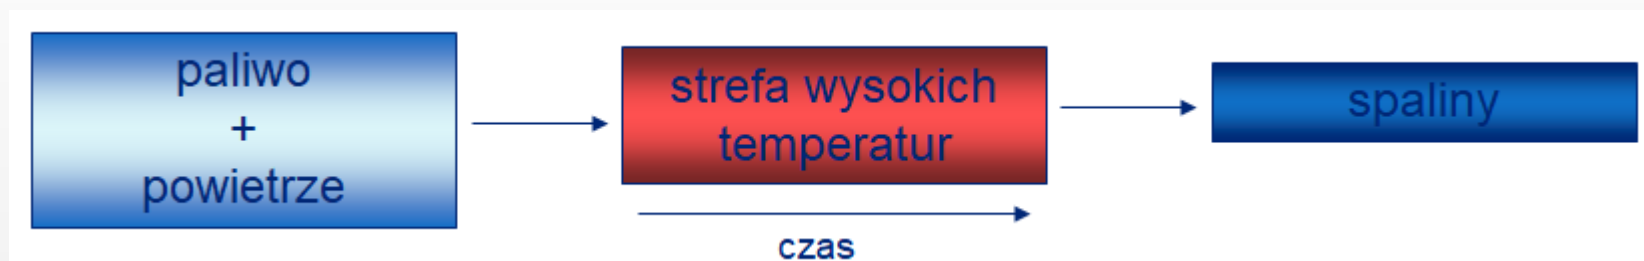 paliwo
+
powietrze
strefa wysokich
temperatur
czas
spaliny